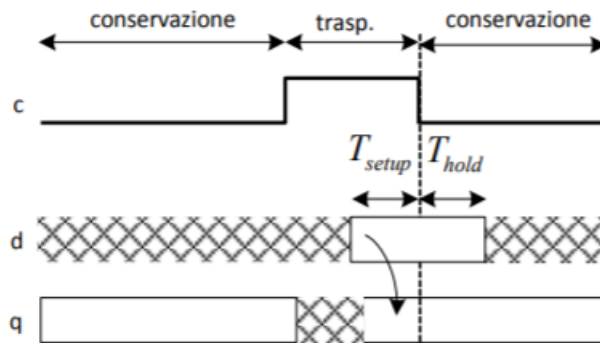 conservazione trasp. conservazione
c
T_setup T_hold
d
q